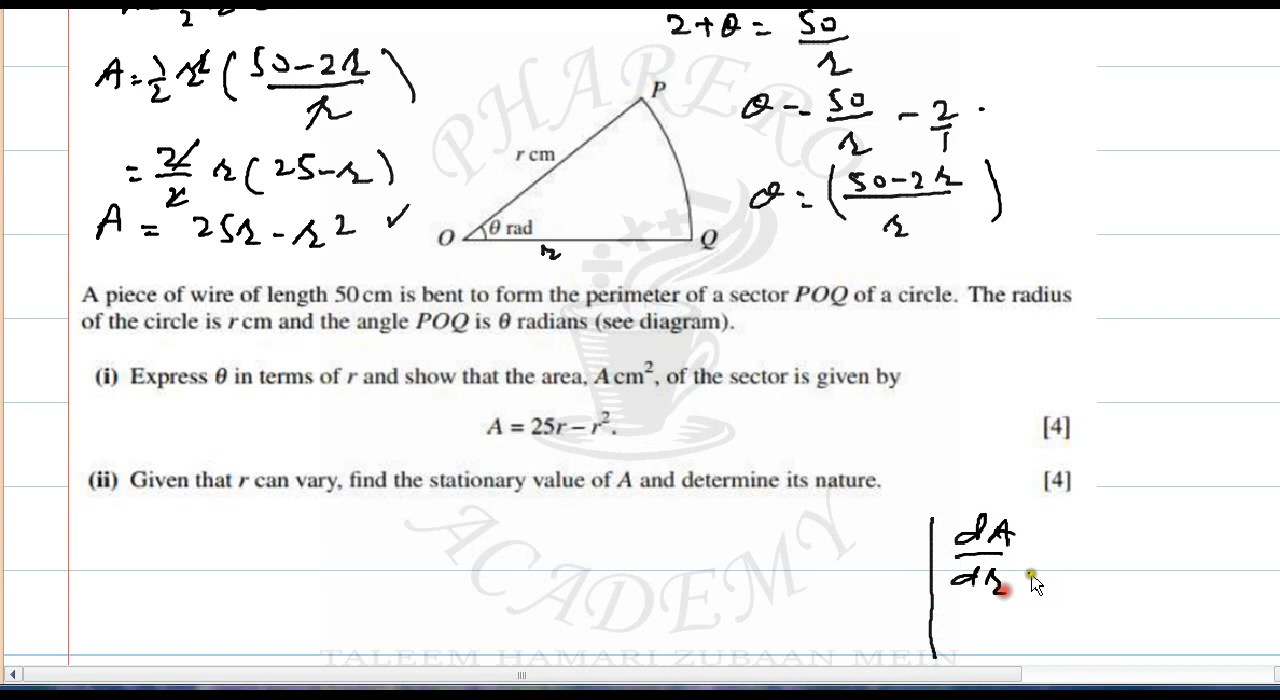 2 + θ = 50/r
A = 1/2 r² ( 50 - 2r / r )
= 2/2 r ( 25 - r )
A = 25r - r² ✓
θ = 50/r - 2/1
θ = ( 50 - 2r / r )
P
r cm
O
θ rad
Q
r
A piece of wire of length 50 cm is bent to form the perimeter of a sector POQ of a circle. The radius
of the circle is r cm and the angle POQ is θ radians (see diagram).
(i) Express θ in terms of r and show that the area, A cm², of the sector is given by
A = 25r – r². [4]
(ii) Given that r can vary, find the stationary value of A and determine its nature. [4]
dA/dr
PHARERO
ACADEMY
TALEEM HAMARI ZUBAAN MEIN